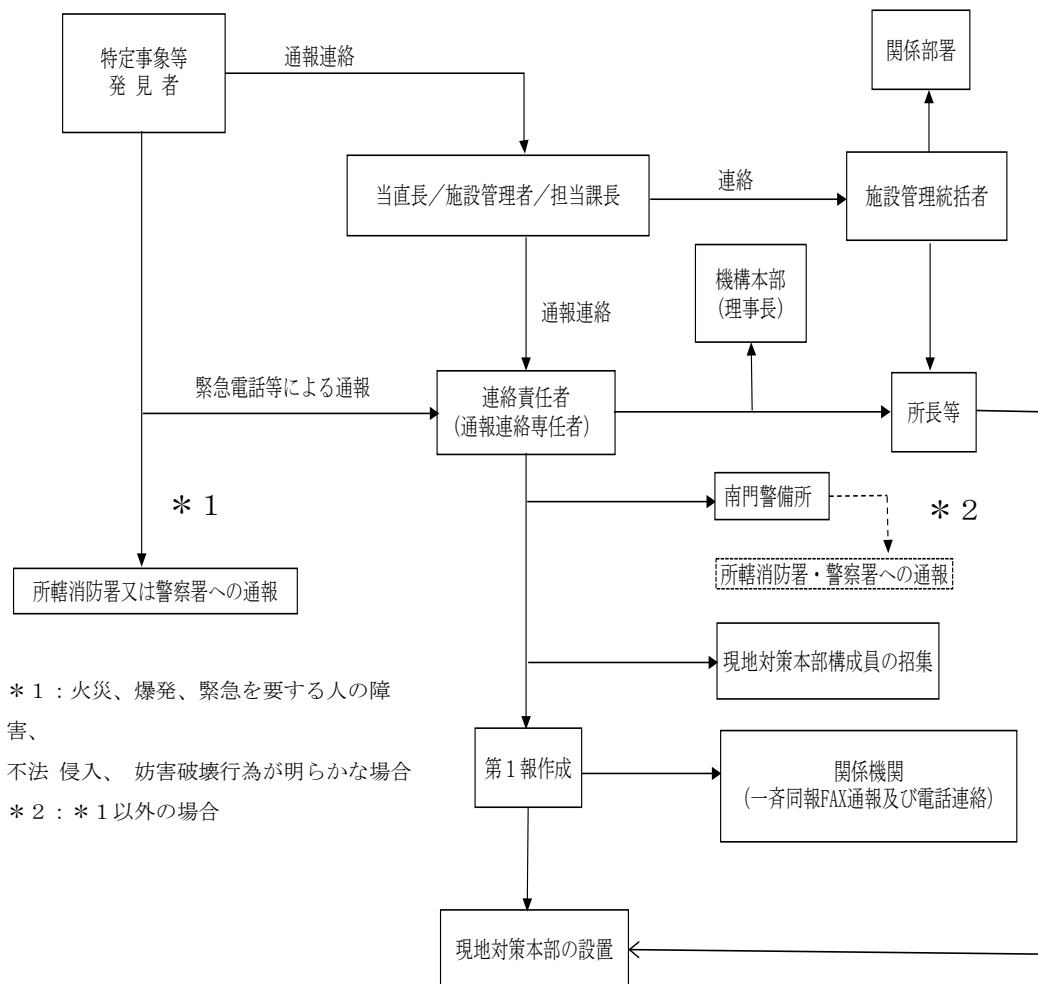 特定事象等
発 見 者
通報連絡
関係部署
当直長／施設管理者／担当課長
連絡
施設管理統括者
機構本部
(理事長)
通報連絡
緊急電話等による通報
連絡責任者
(通報連絡専任者)
所長等
＊１
南門警備所
＊２
所轄消防署又は警察署への通報
所轄消防署・警察署への通報
現地対策本部構成員の招集
＊１：火災、爆発、緊急を要する人の障
害、
不法 侵入、 妨害破壊行為が明らかな場合
＊２：＊１以外の場合
第１報作成
関係機関
(一斉同報FAX通報及び電話連絡)
現地対策本部の設置